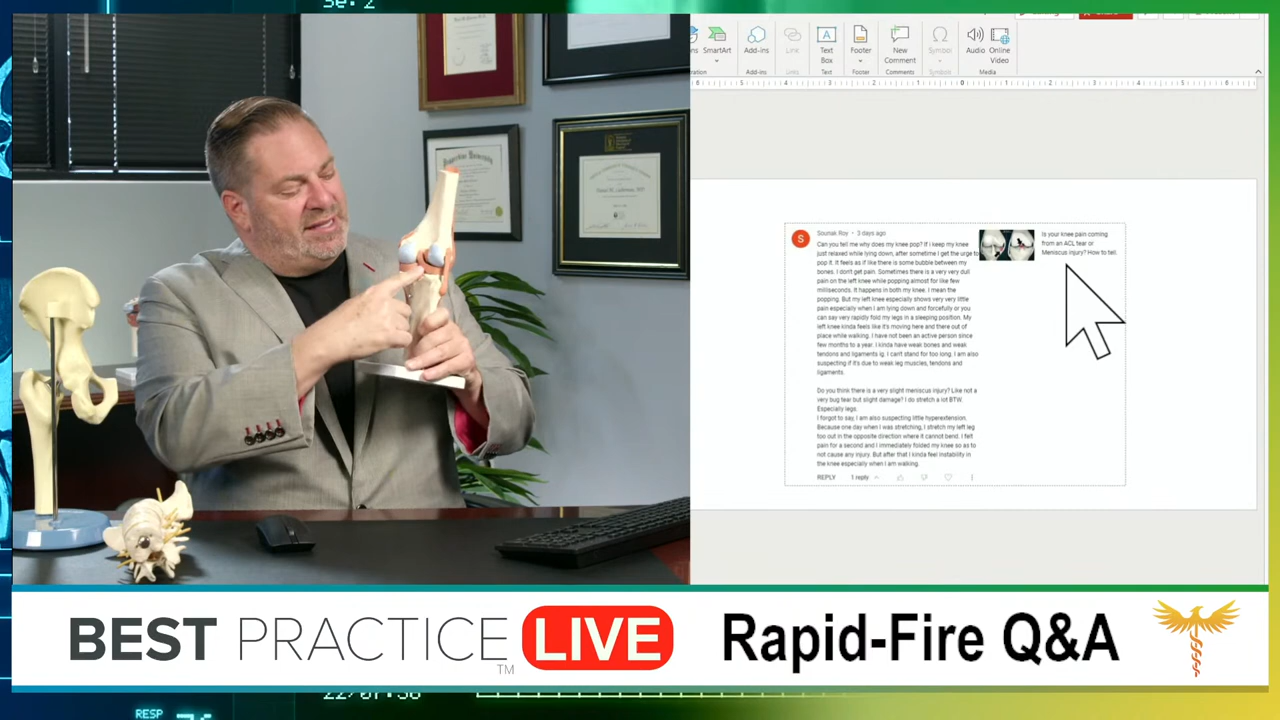 SmartArt
Add-ins
Link
Text
Box
Footer
New
Comment
Symbol
Audio
Online
Video
Add-ins
Links
Text
Footer
Comments
Symbols
Media
Sounak Roy • 3 days ago
Can you tell me why does my knee pop? If i keep my knee
just relaxed while lying down, after sometime I get the urge to
pop it. It feels as if like there is some bubble between my
bones. I don't get pain. Sometimes there is a very very dull
pain on the left knee while popping almost for like few
milliseconds. It happens in both my knee. I mean the
popping. But my left knee especially shows very very little
pain especially when I am lying down and forcefully or you
can say very rapidly fold my legs in a sleeping position. My
left knee kinda feels like it's moving here and there out of
place while walking. I have not been an active person since
few months to a year. I kinda have weak bones and weak
tendons and ligaments ig. I can't stand for too long. I am also
suspecting if it's due to weak leg muscles, tendons and
ligaments.
Do you think there is a very slight meniscus injury? Like not a
very bug tear but slight damage? I do stretch a lot BTW.
Especially legs.
I forgot to say, I am also suspecting little hyperextension.
Because one day when I was stretching, I stretch my left leg
too out in the opposite direction where it cannot bend. I felt
pain for a second and I immediately folded my knee so as to
not cause any injury. But after that I kinda feel instability in
the knee especially when I am walking.
REPLY 1 reply
Is your knee pain coming
from an ACL tear or
Meniscus injury? How to tell.
BEST PRACTICE LIVE
TM
Rapid-Fire Q&A
RESP